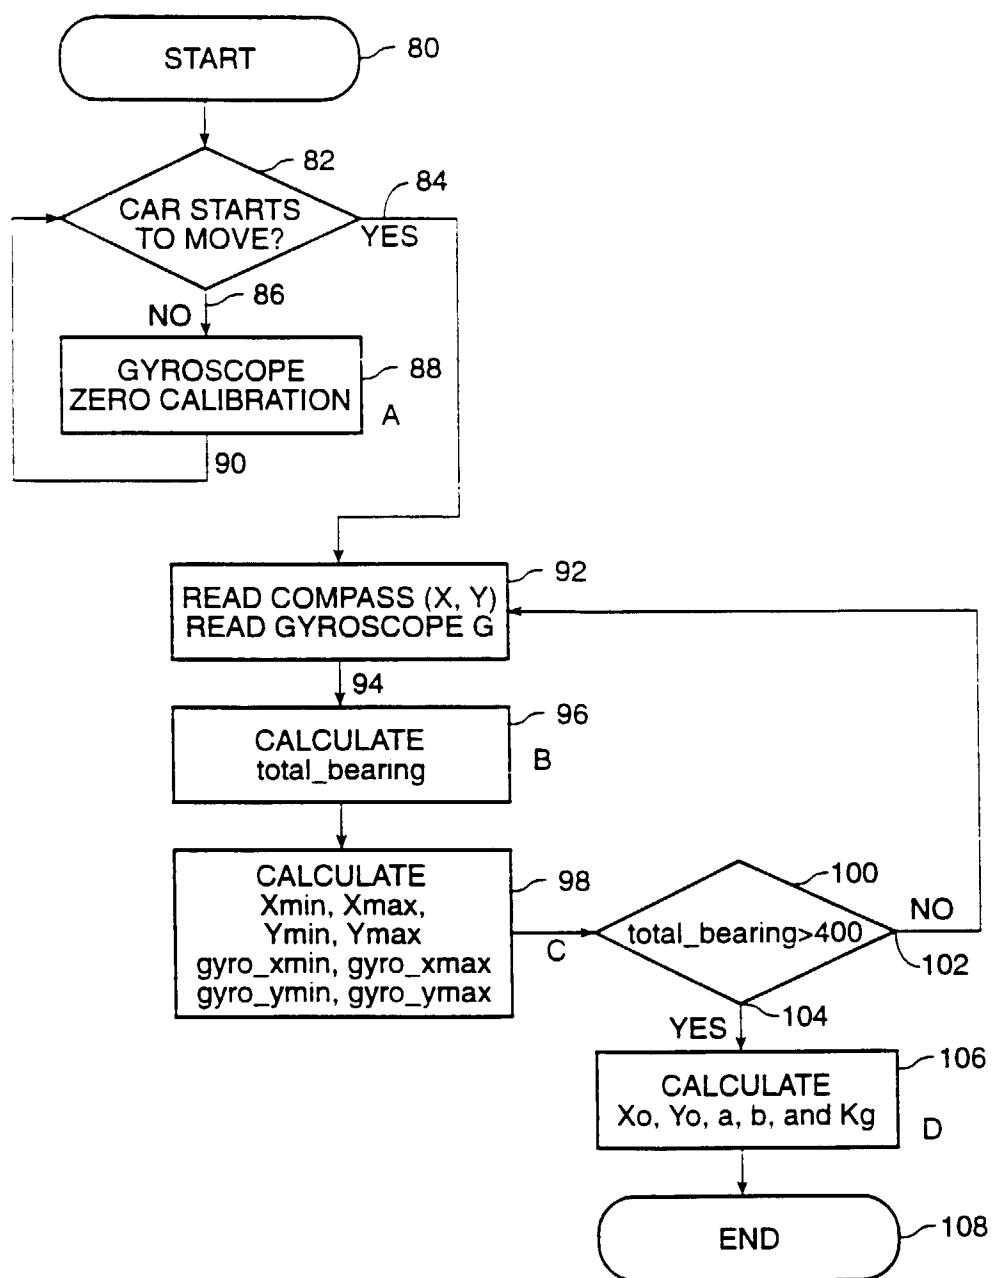 START
80
82
CAR STARTS
TO MOVE?
84
YES
86
NO
GYROSCOPE
ZERO CALIBRATION
88
A
90
92
READ COMPASS (X, Y)
READ GYROSCOPE G
94
96
CALCULATE
total_bearing
B
98
CALCULATE
Xmin, Xmax,
Ymin, Ymax
gyro_xmin, gyro_xmax
gyro_ymin, gyro_ymax
C
100
total_bearing>400
NO
102
104
YES
106
CALCULATE
Xo, Yo, a, b, and Kg
D
END
108